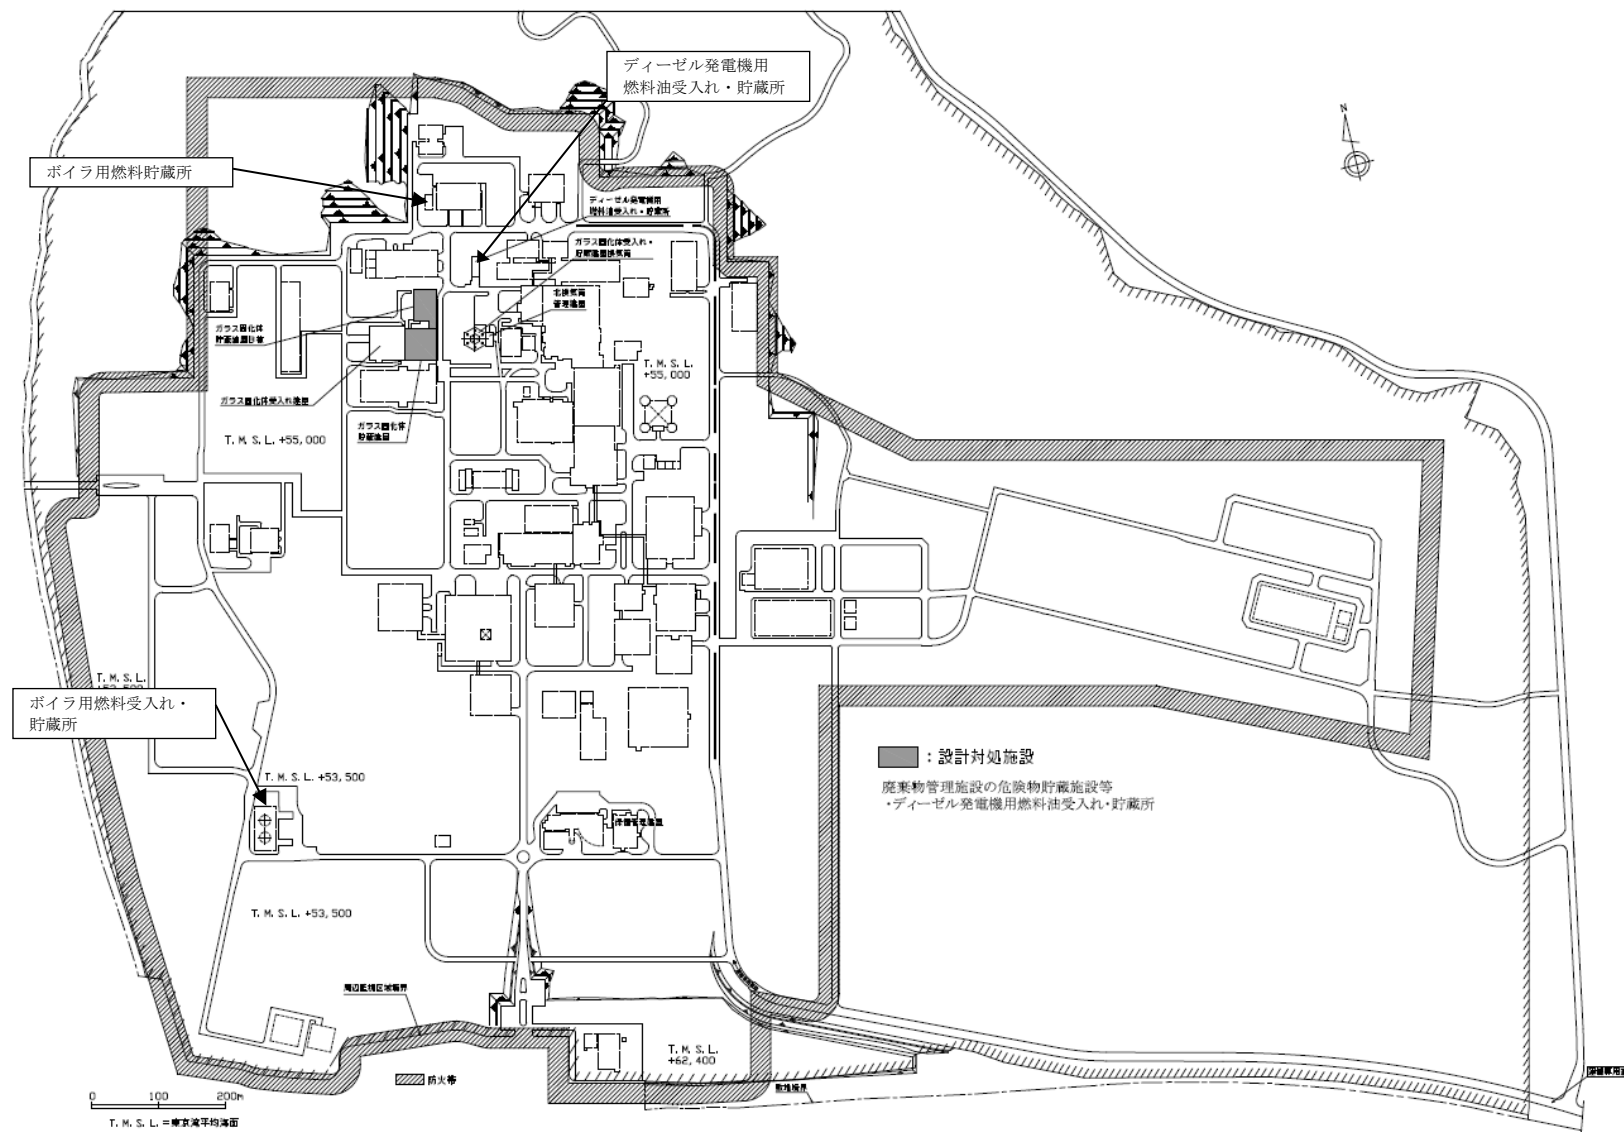 ディーゼル発電機用
燃料油受入れ・貯蔵所
N
ボイラ用燃料貯蔵所
ディーゼル発電機用
燃料油受入れ・貯蔵所
ガラス固化体受入れ・
貯蔵建屋換気筒
北換気筒
管理建屋
ガラス固化体
貯蔵建屋B棟
T. M. S. L.
+55,000
ガラス固化体受入れ建屋
ガラス固化体
貯蔵建屋
T. M. S. L. +55,000
T. M. S. L.
ボイラ用燃料受入れ・
貯蔵所
:設計対処施設
T. M. S. L. +53,500
廃棄物管理施設の危険物貯蔵施設等
・ディーゼル発電機用燃料油受入れ・貯蔵所
T. M. S. L. +53,500
周辺監視区域境界
T. M. S. L.
+62,400
防火帯
敷地境界
0 100 200m
T. M. S. L. =東京湾平均海面